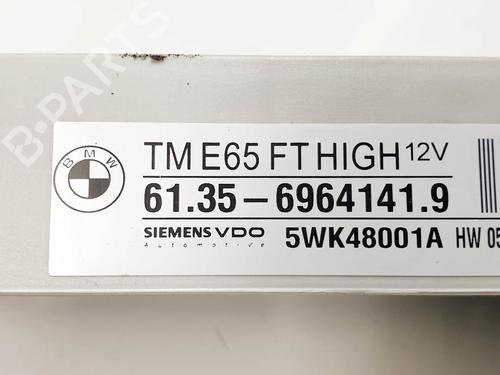 B-PARTS
BMW
TM E65 FT HIGH 12V
61.35-6964141.9
SIEMENS VDO
Automotive
5WK48001A HW 05